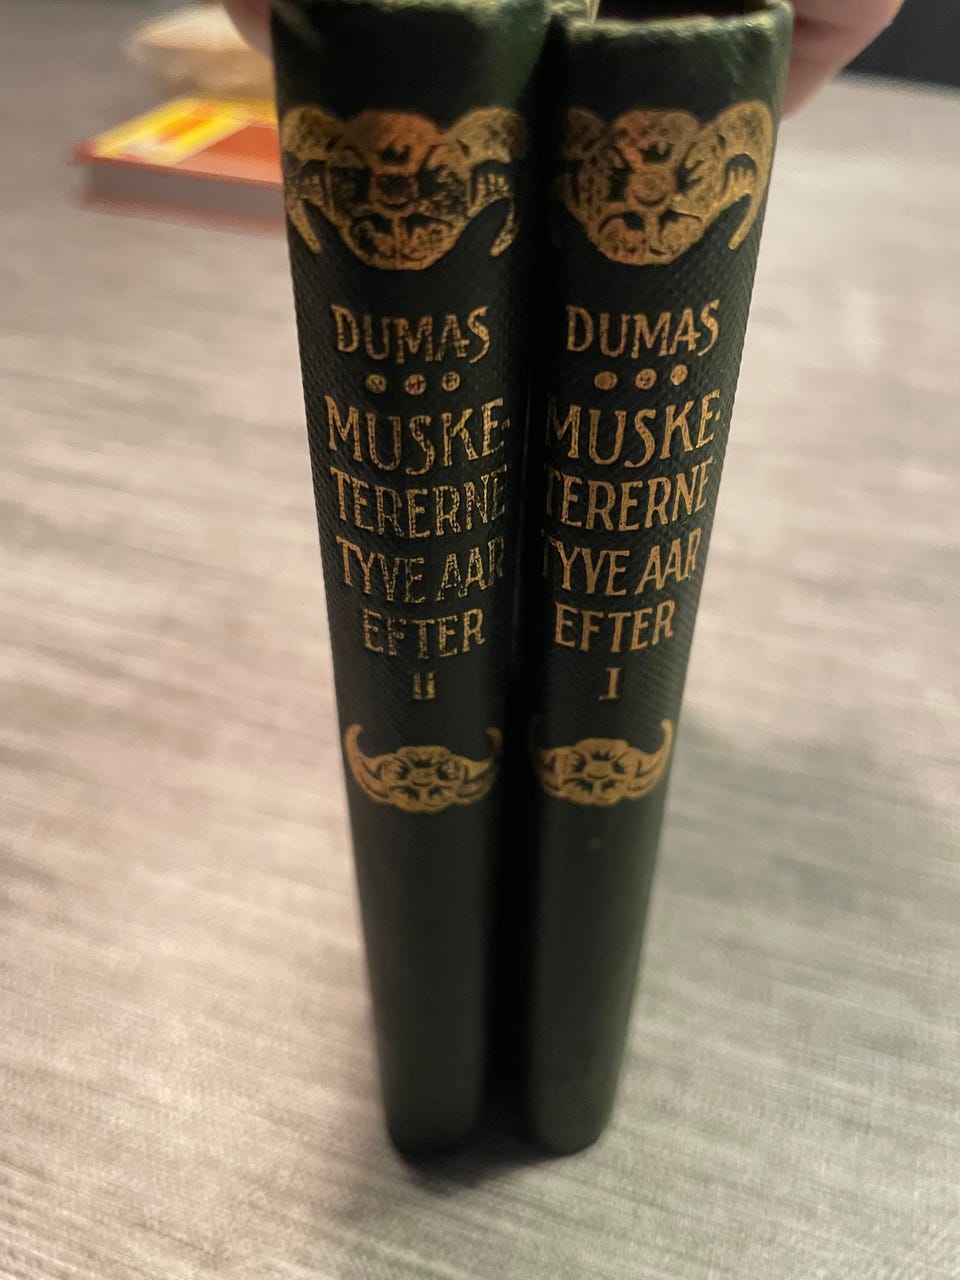 DUMAS
MUSKE-
TERERNE
TYVE AAR
EFTER
II
DUMAS
MUSKE-
TERERNE
TYVE AAR
EFTER
I